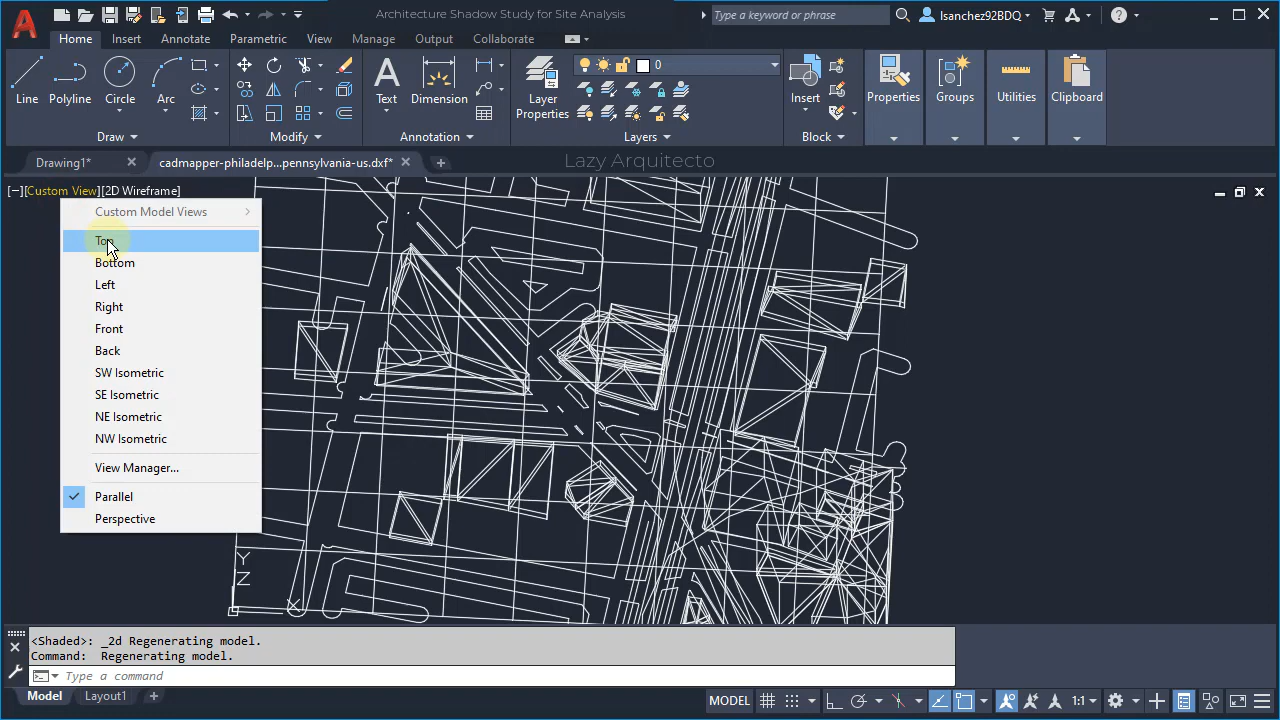 Architecture Shadow Study for Site Analysis
Type a keyword or phrase
lsanchez92BDQ
Home
Insert
Annotate
Parametric
View
Manage
Output
Collaborate
Line
Polyline
Circle
Arc
Draw
Modify
Text
Dimension
Annotation
Layer
Properties
0
Layers
Insert
Block
Properties
Groups
Utilities
Clipboard
Drawing1*
cadmapper-philadelp...pennsylvania-us.dxf*
Lazy Arquitecto
[−][Custom View][2D Wireframe]
Custom Model Views
Top
Bottom
Left
Right
Front
Back
SW Isometric
SE Isometric
NE Isometric
NW Isometric
View Manager...
Parallel
Perspective
Y
Z
X
<Shaded>: _2d Regenerating model.
Command:  Regenerating model.
Type a command
Model
Layout1
MODEL
1:1